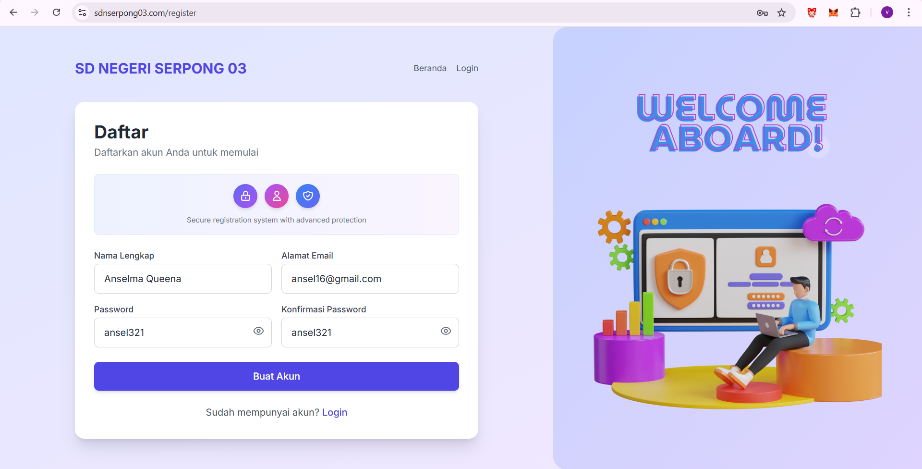 sdnserpong03.com/register
V
SD NEGERI SERPONG 03
Beranda Login
Daftar
Daftarkan akun Anda untuk memulai
Secure registration system with advanced protection
Nama Lengkap
Anselma Queena
Alamat Email
ansel16@gmail.com
Password
ansel321
Konfirmasi Password
ansel321
Buat Akun
Sudah mempunyai akun? Login
WELCOME
ABOARD!